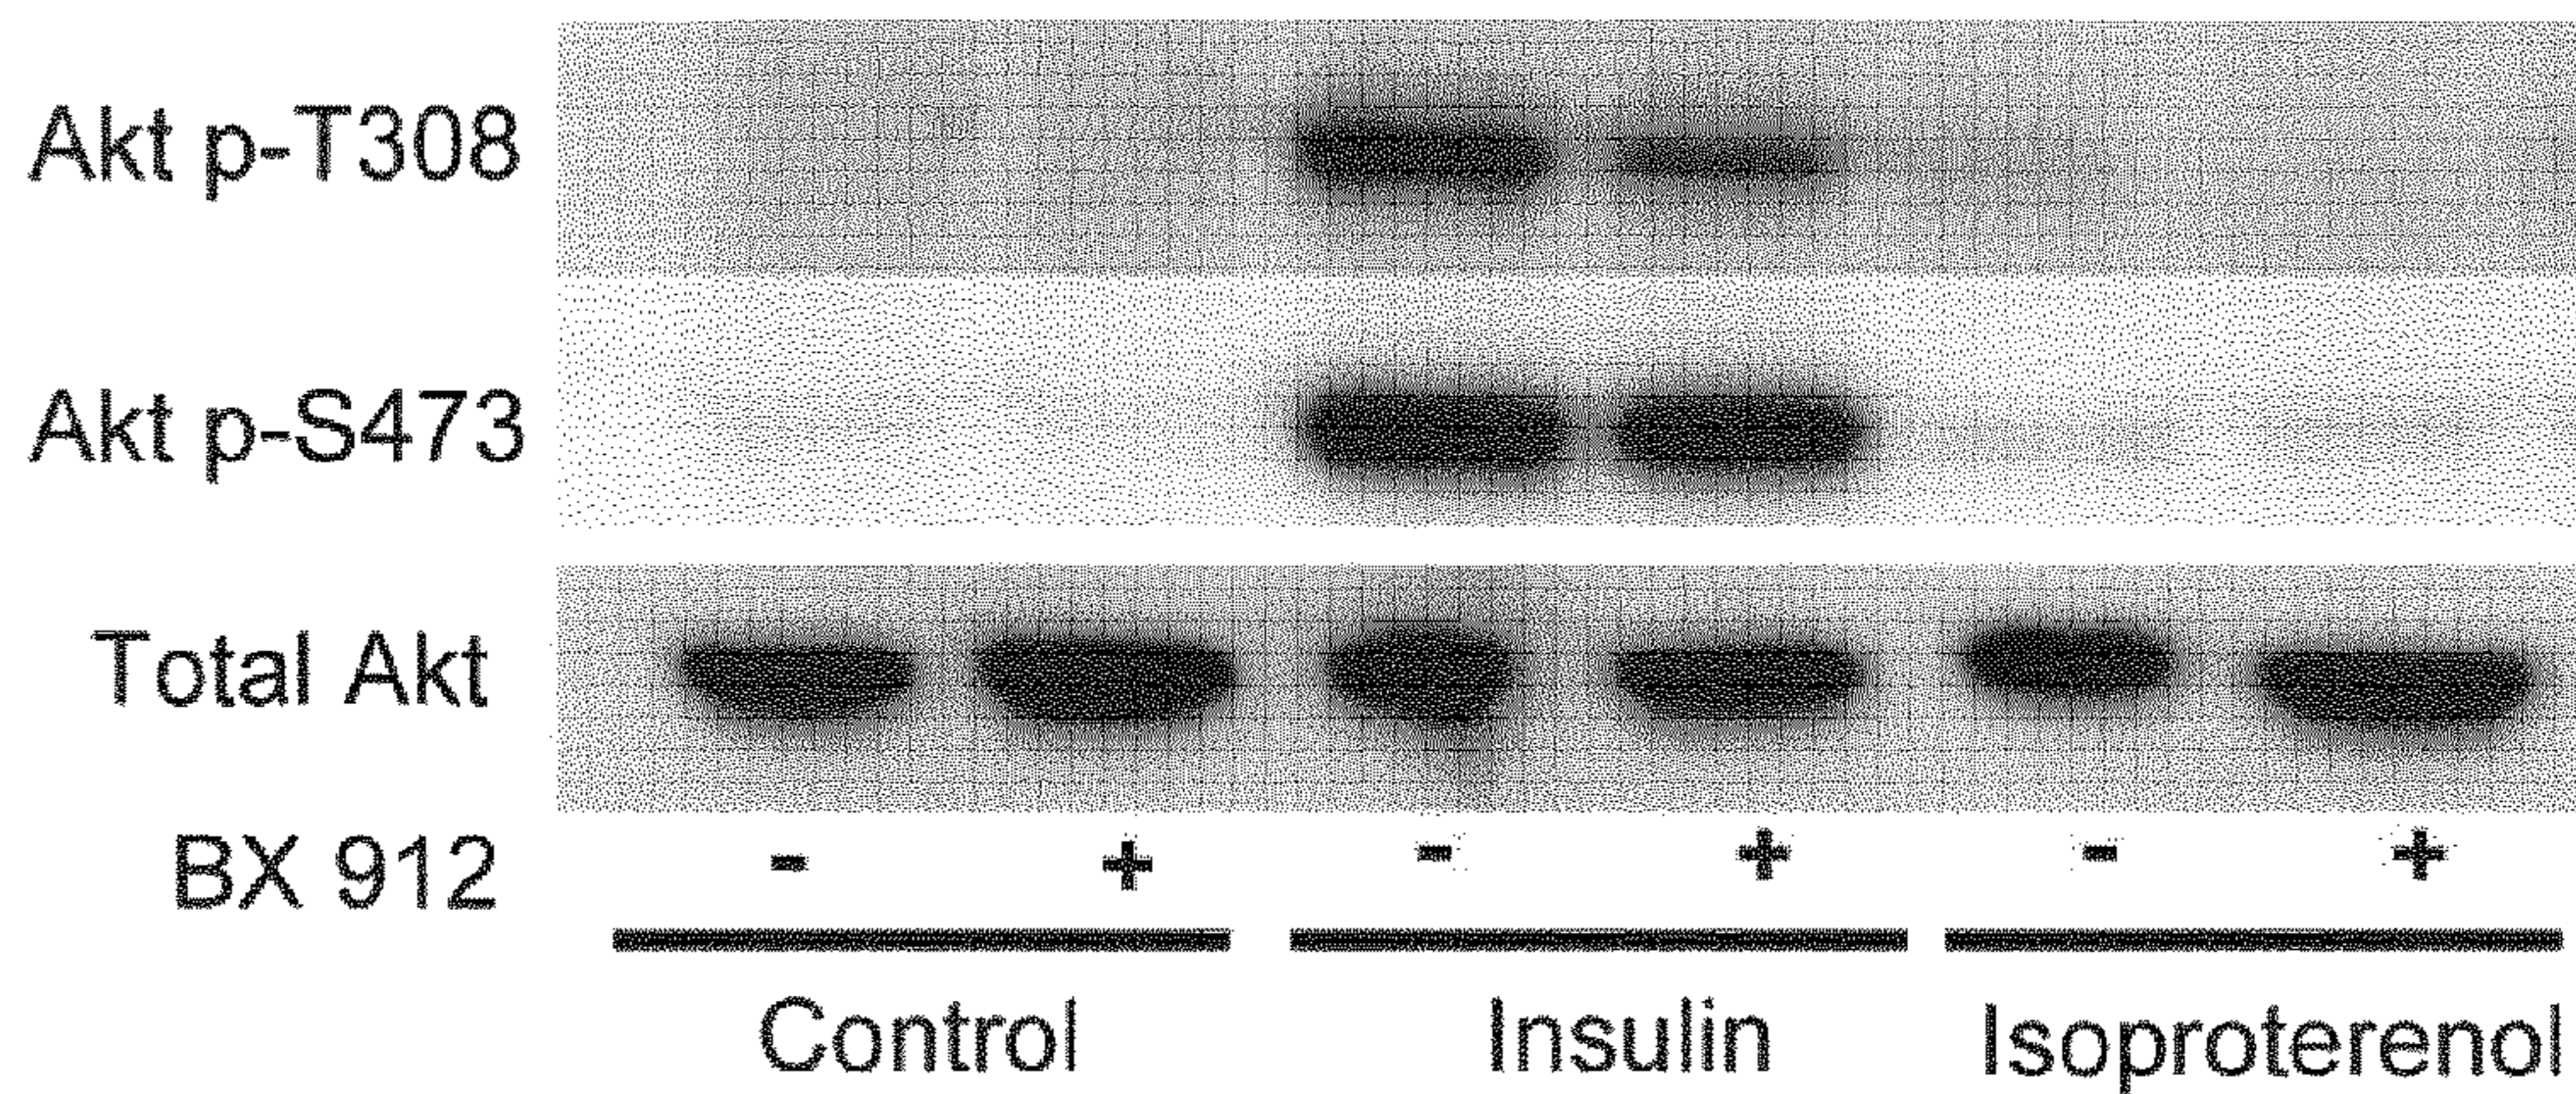 Akt p-T308
Akt p-S473
Total Akt
BX 912 - + - + - +
Control Insulin Isoproterenol